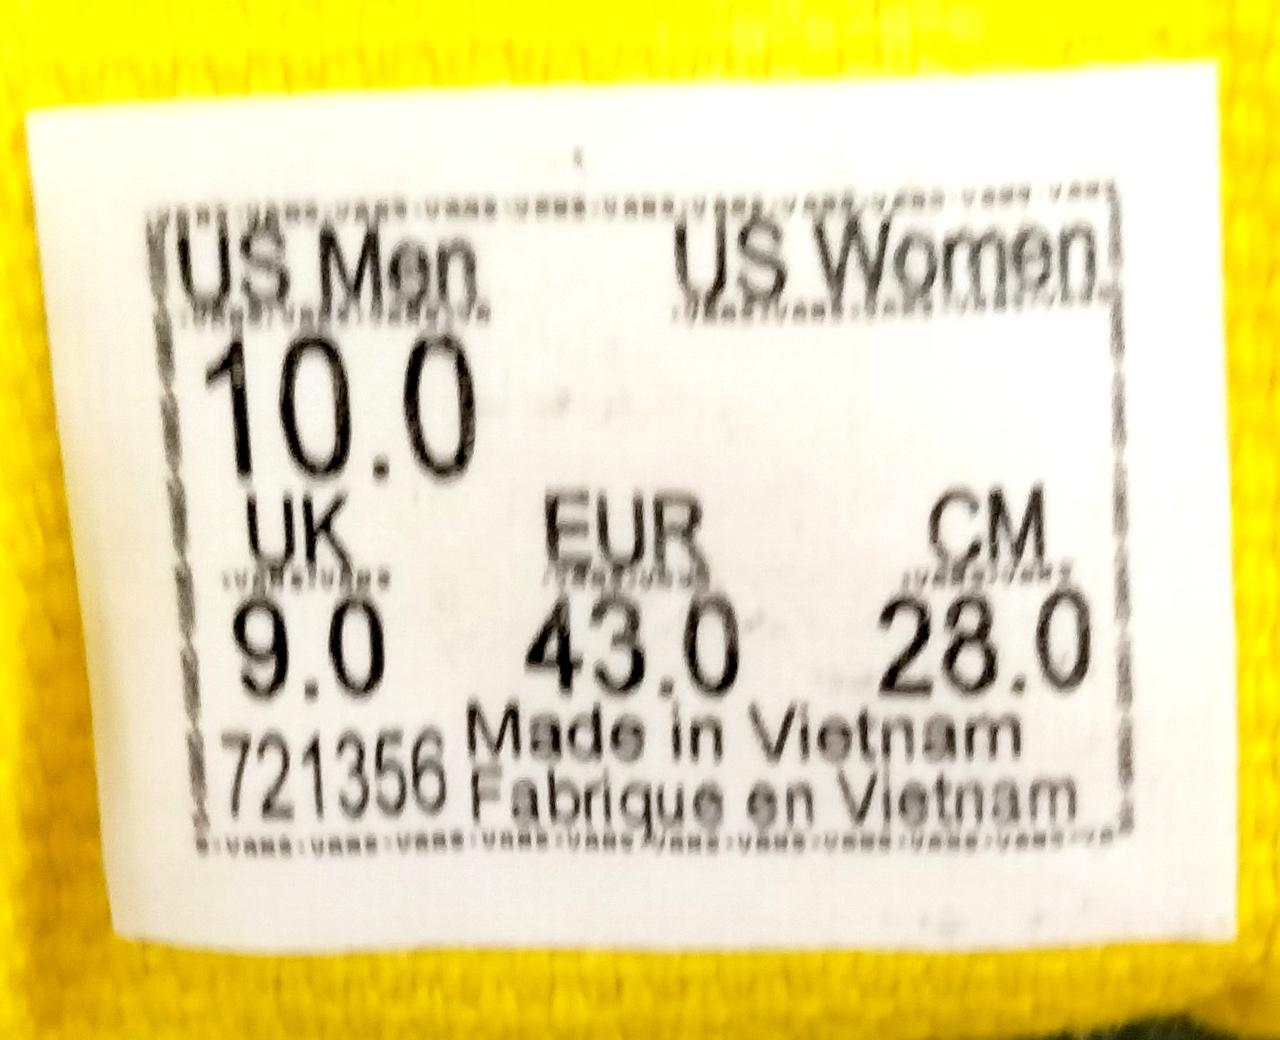 US Men US Women
10.0
UK EUR CM
9.0 43.0 28.0
721356 Made in Vietnam
Fabrique en Vietnam